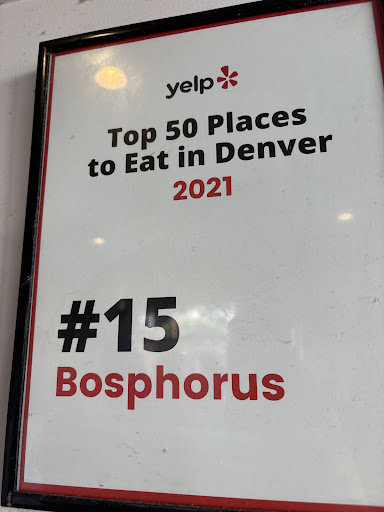 yelp
Top 50 Places
to Eat in Denver
2021
#15
Bosphorus